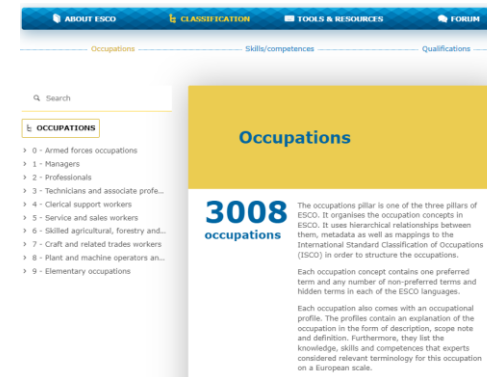 ABOUT ESCO
CLASSIFICATION
TOOLS & RESOURCES
FORUM
Occupations
Skills/competences
Qualifications
Search
OCCUPATIONS
0 - Armed forces occupations
1 - Managers
2 - Professionals
3 - Technicians and associate profe...
4 - Clerical support workers
5 - Service and sales workers
6 - Skilled agricultural, forestry and...
7 - Craft and related trades workers
8 - Plant and machine operators an...
9 - Elementary occupations
Occupations
3008
occupations
The occupations pillar is one of the three pillars of
ESCO. It organises the occupation concepts in
ESCO. It uses hierarchical relationships between
them, metadata as well as mappings to the
International Standard Classification of Occupations
(ISCO) in order to structure the occupations.
Each occupation concept contains one preferred
term and any number of non-preferred terms and
hidden terms in each of the ESCO languages.
Each occupation also comes with an occupational
profile. The profiles contain an explanation of the
occupation in the form of description, scope note
and definition. Furthermore, they list the
knowledge, skills and competences that experts
considered relevant terminology for this occupation
on a European scale.